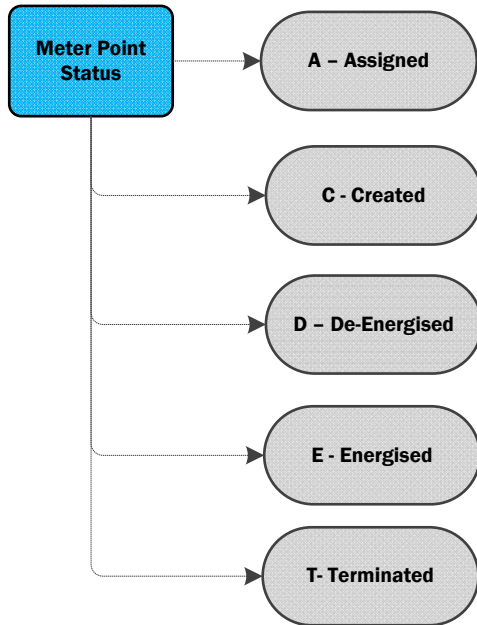 Meter Point
Status
A – Assigned
C - Created
D – De-Energised
E - Energised
T- Terminated